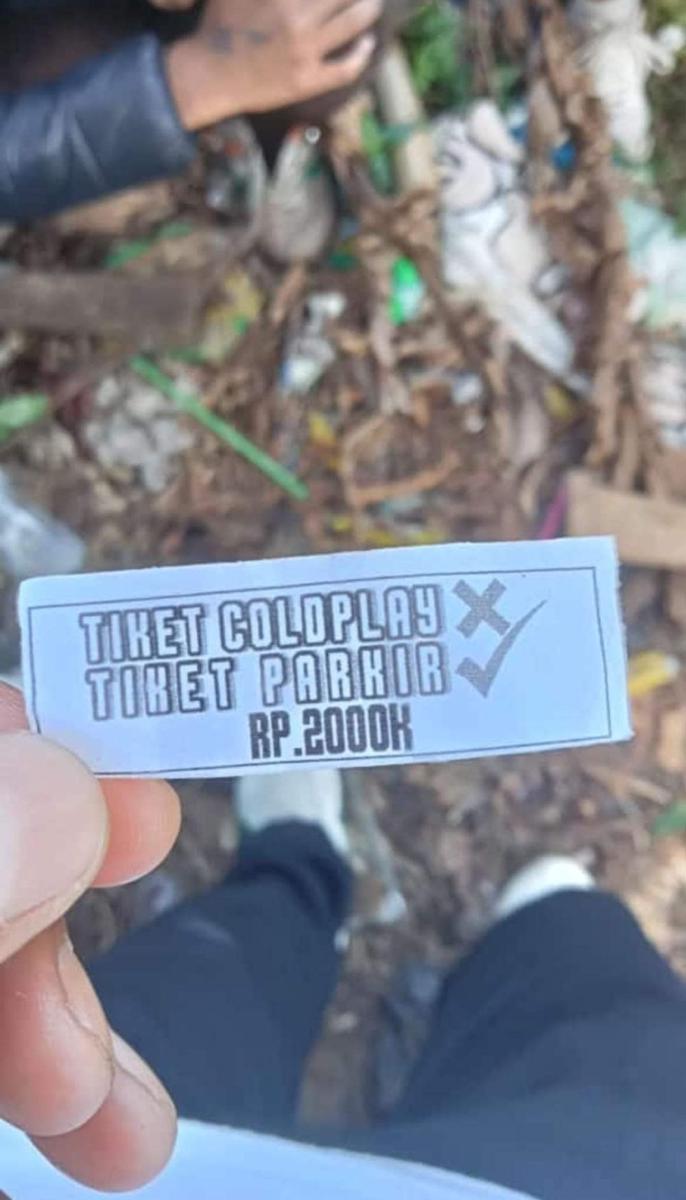 TIKET COLDPLAY ❌
TIKET PARKIR ✔
RP.2000K